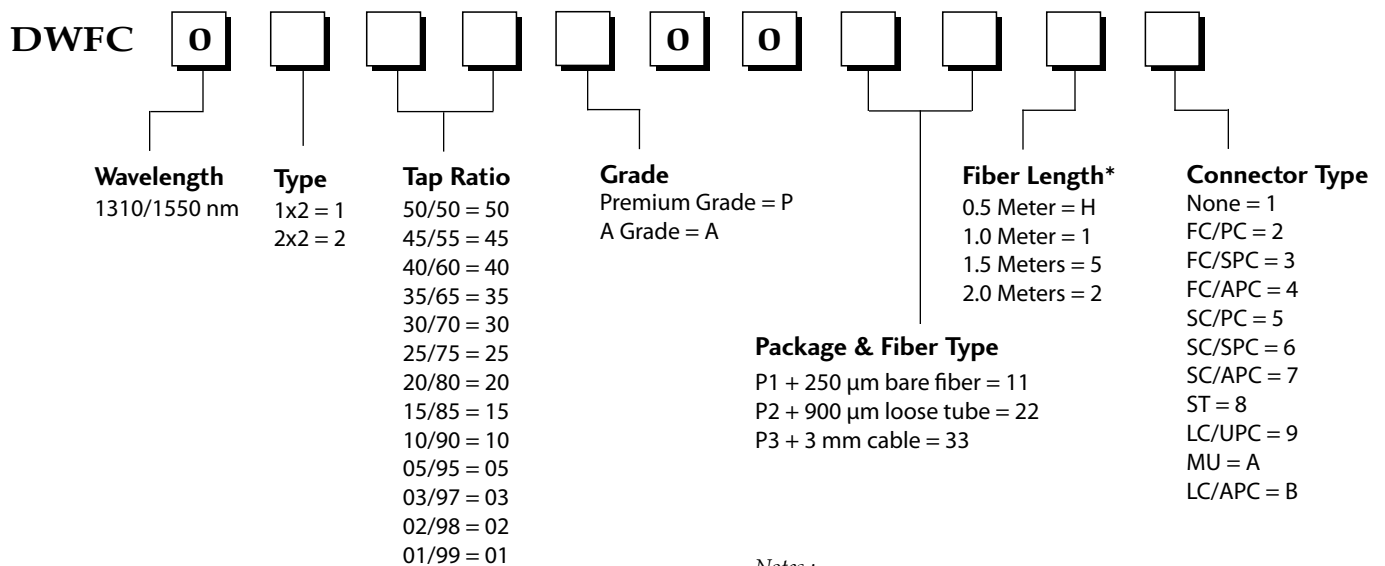 DWFC 0 0 0
Wavelength
1310/1550 nm
Type
1x2 = 1
2x2 = 2
Tap Ratio
50/50 = 50
45/55 = 45
40/60 = 40
35/65 = 35
30/70 = 30
25/75 = 25
20/80 = 20
15/85 = 15
10/90 = 10
05/95 = 05
03/97 = 03
02/98 = 02
01/99 = 01
Grade
Premium Grade = P
A Grade = A
Package & Fiber Type
P1 + 250 µm bare fiber = 11
P2 + 900 µm loose tube = 22
P3 + 3 mm cable = 33
Fiber Length*
0.5 Meter = H
1.0 Meter = 1
1.5 Meters = 5
2.0 Meters = 2
Connector Type
None = 1
FC/PC = 2
FC/SPC = 3
FC/APC = 4
SC/PC = 5
SC/SPC = 6
SC/APC = 7
ST = 8
LC/UPC = 9
MU = A
LC/APC = B
Notes :